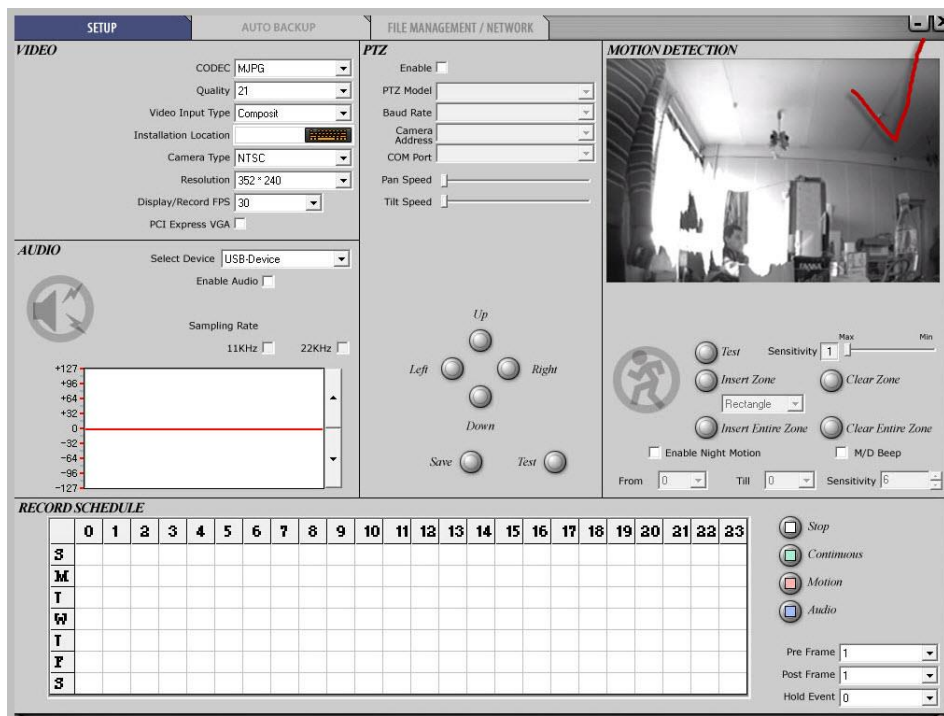 SETUP
AUTO BACKUP
FILE MANAGEMENT / NETWORK
VIDEO
CODEC MJPG
Quality 21
Video Input Type Composit
Installation Location
Camera Type NTSC
Resolution 352 * 240
Display/Record FPS 30
PCI Express VGA
AUDIO
Select Device USB-Device
Enable Audio
Sampling Rate
11KHz 22KHz
+127
+96
+64
+32
0
-32
-64
-96
-127
PTZ
Enable
PTZ Model
Baud Rate
Camera
Address
COM Port
Pan Speed
Tilt Speed
Up
Left Right
Down
Save Test
MOTION DETECTION
Max Min
Test Sensitivity 1
Insert Zone Clear Zone
Rectangle
Insert Entire Zone Clear Entire Zone
Enable Night Motion M/D Beep
From 0 Till 0 Sensitivity 6
RECORD SCHEDULE
0 1 2 3 4 5 6 7 8 9 10 11 12 13 14 15 16 17 18 19 20 21 22 23
S
M
T
W
T
F
S
Stop
Continuous
Motion
Audio
Pre Frame 1
Post Frame 1
Hold Event 0